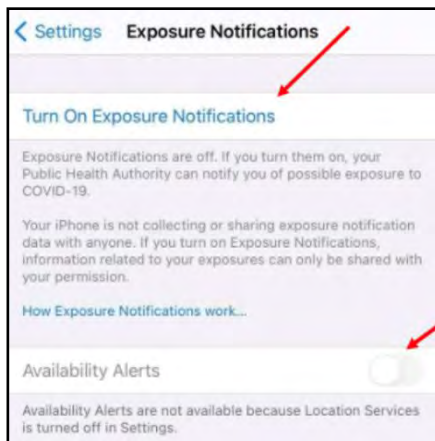 Settings Exposure Notifications
Turn On Exposure Notifications
Exposure Notifications are off. If you turn them on, your
Public Health Authority can notify you of possible exposure to
COVID-19.
Your iPhone is not collecting or sharing exposure notification
data with anyone. If you turn on Exposure Notifications,
information related to your exposures can only be shared with
your permission.
How Exposure Notifications work...
Availability Alerts
Availability Alerts are not available because Location Services
is turned off in Settings.